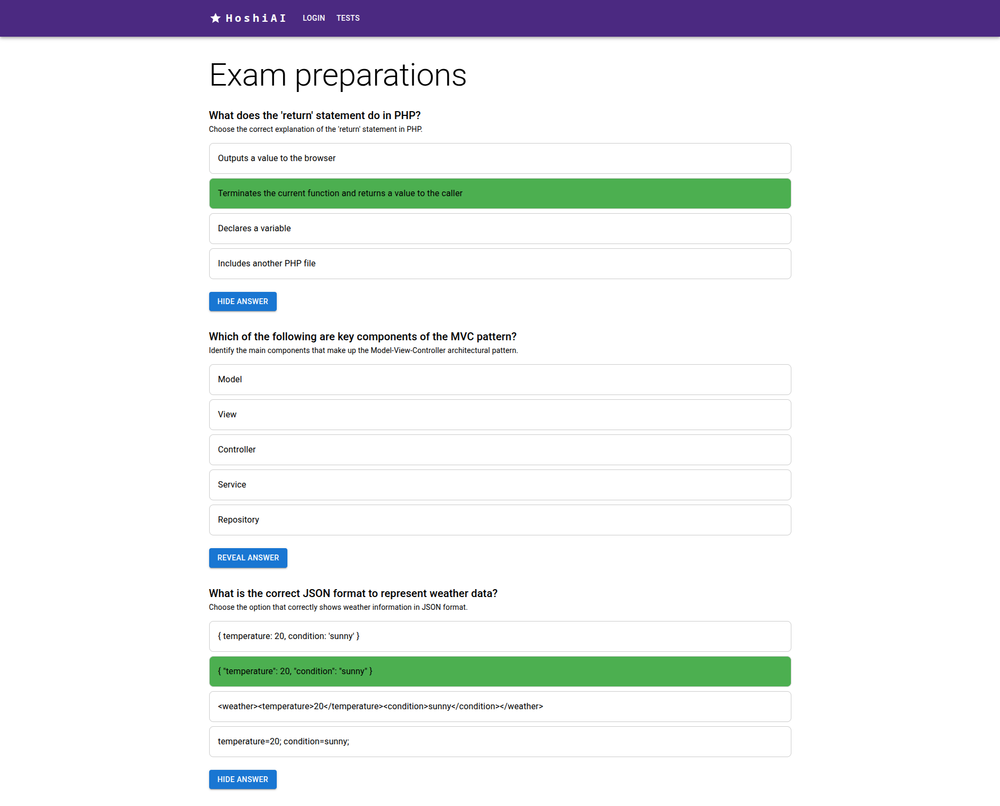 HoshiAI LOGIN TESTS
Exam preparations
What does the 'return' statement do in PHP?
Choose the correct explanation of the 'return' statement in PHP.
Outputs a value to the browser
Terminates the current function and returns a value to the caller
Declares a variable
Includes another PHP file
HIDE ANSWER
Which of the following are key components of the MVC pattern?
Identify the main components that make up the Model-View-Controller architectural pattern.
Model
View
Controller
Service
Repository
REVEAL ANSWER
What is the correct JSON format to represent weather data?
Choose the option that correctly shows weather information in JSON format.
{ temperature: 20, condition: 'sunny' }
{ "temperature": 20, "condition": "sunny" }
<weather><temperature>20</temperature><condition>sunny</condition></weather>
temperature=20; condition=sunny;
HIDE ANSWER